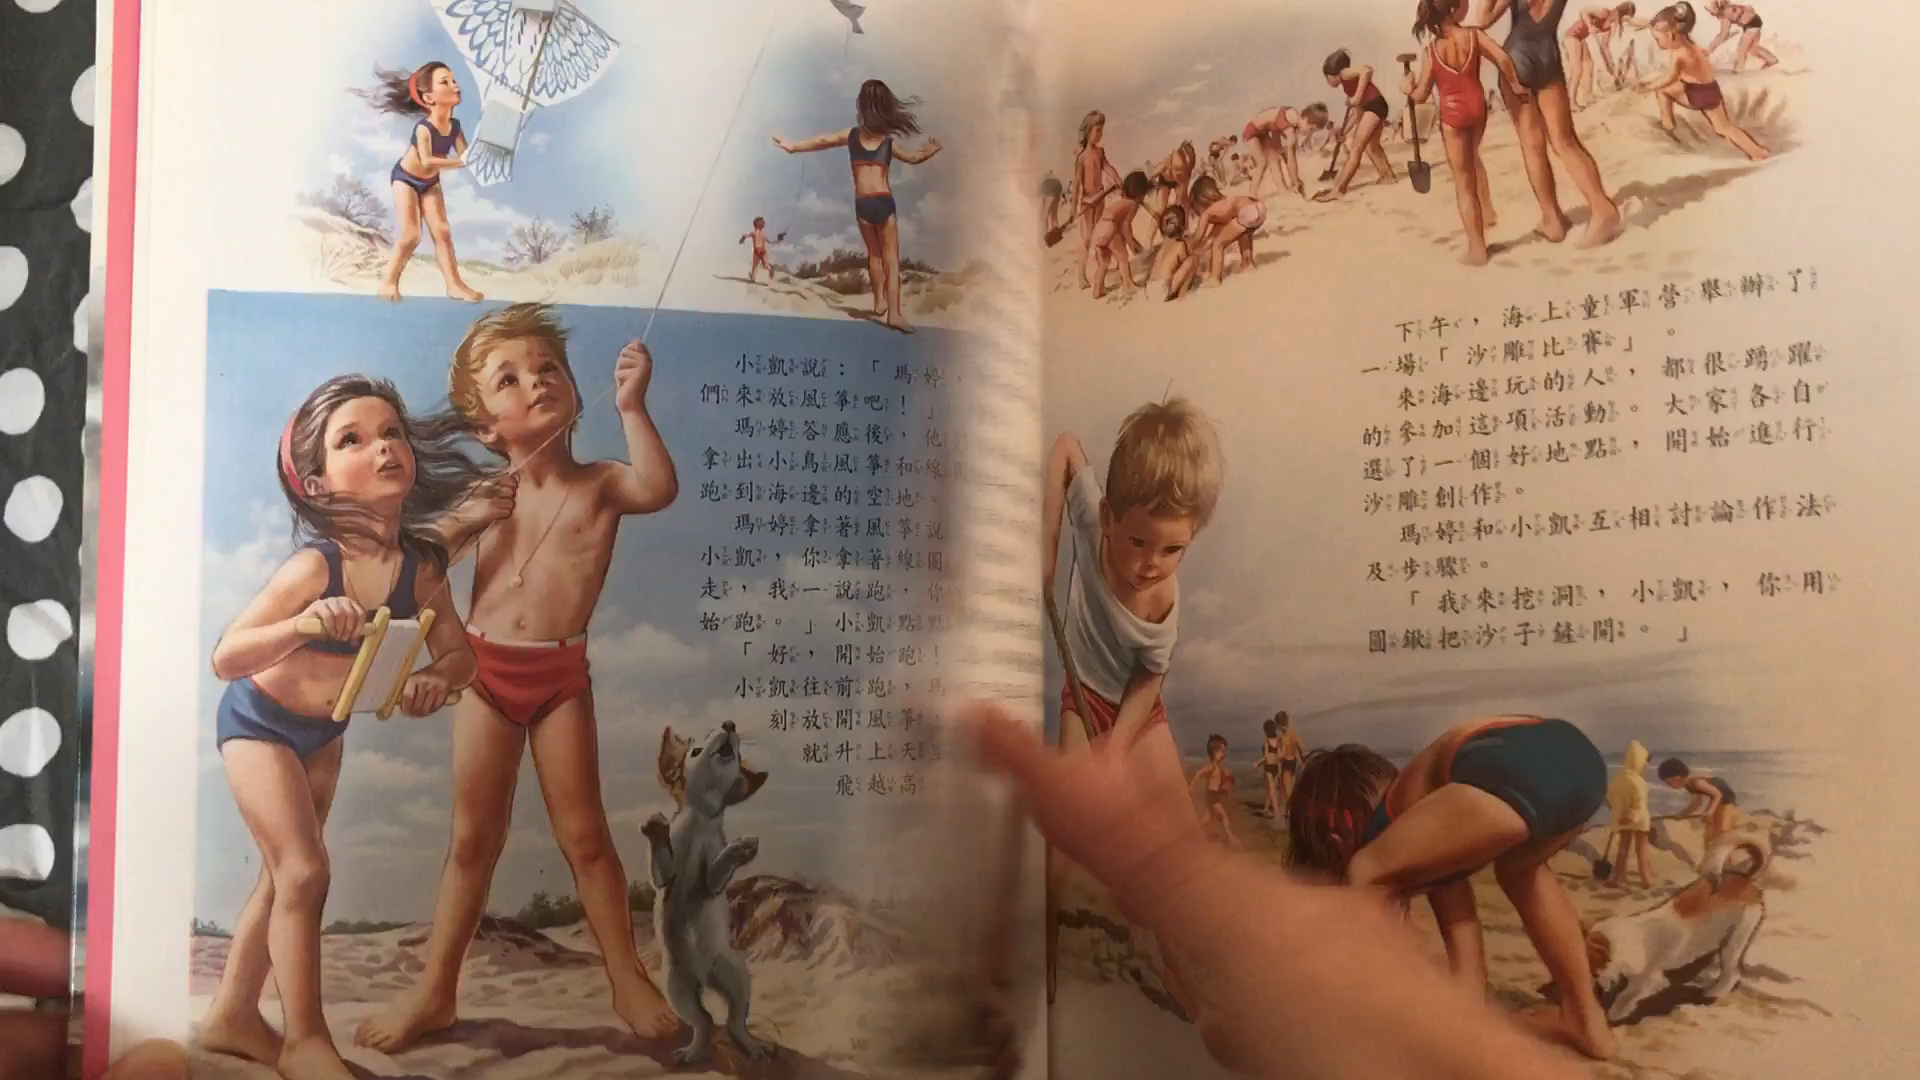 小凱說：「瑪婷，
們來放風箏吧！」
瑪婷答應後，他
拿出小鳥風箏和線
跑到海邊的空地。
瑪婷拿著風箏說
小凱，你拿著線圈
走，我一說跑，你
始跑。」小凱點
「好，開始跑！
小凱往前跑，瑪
刻放開風箏，
就升上天
飛越高
下午，海上童軍營舉辦了
一場「沙雕比賽」。
來海邊玩的人，都很踴躍
的參加這項活動。大家各自
選了一個好地點，開始進行
沙雕創作。
瑪婷和小凱互相討論作法
及步驟。
「我來挖洞，小凱，你用
圓鍬把沙子鏟開。」